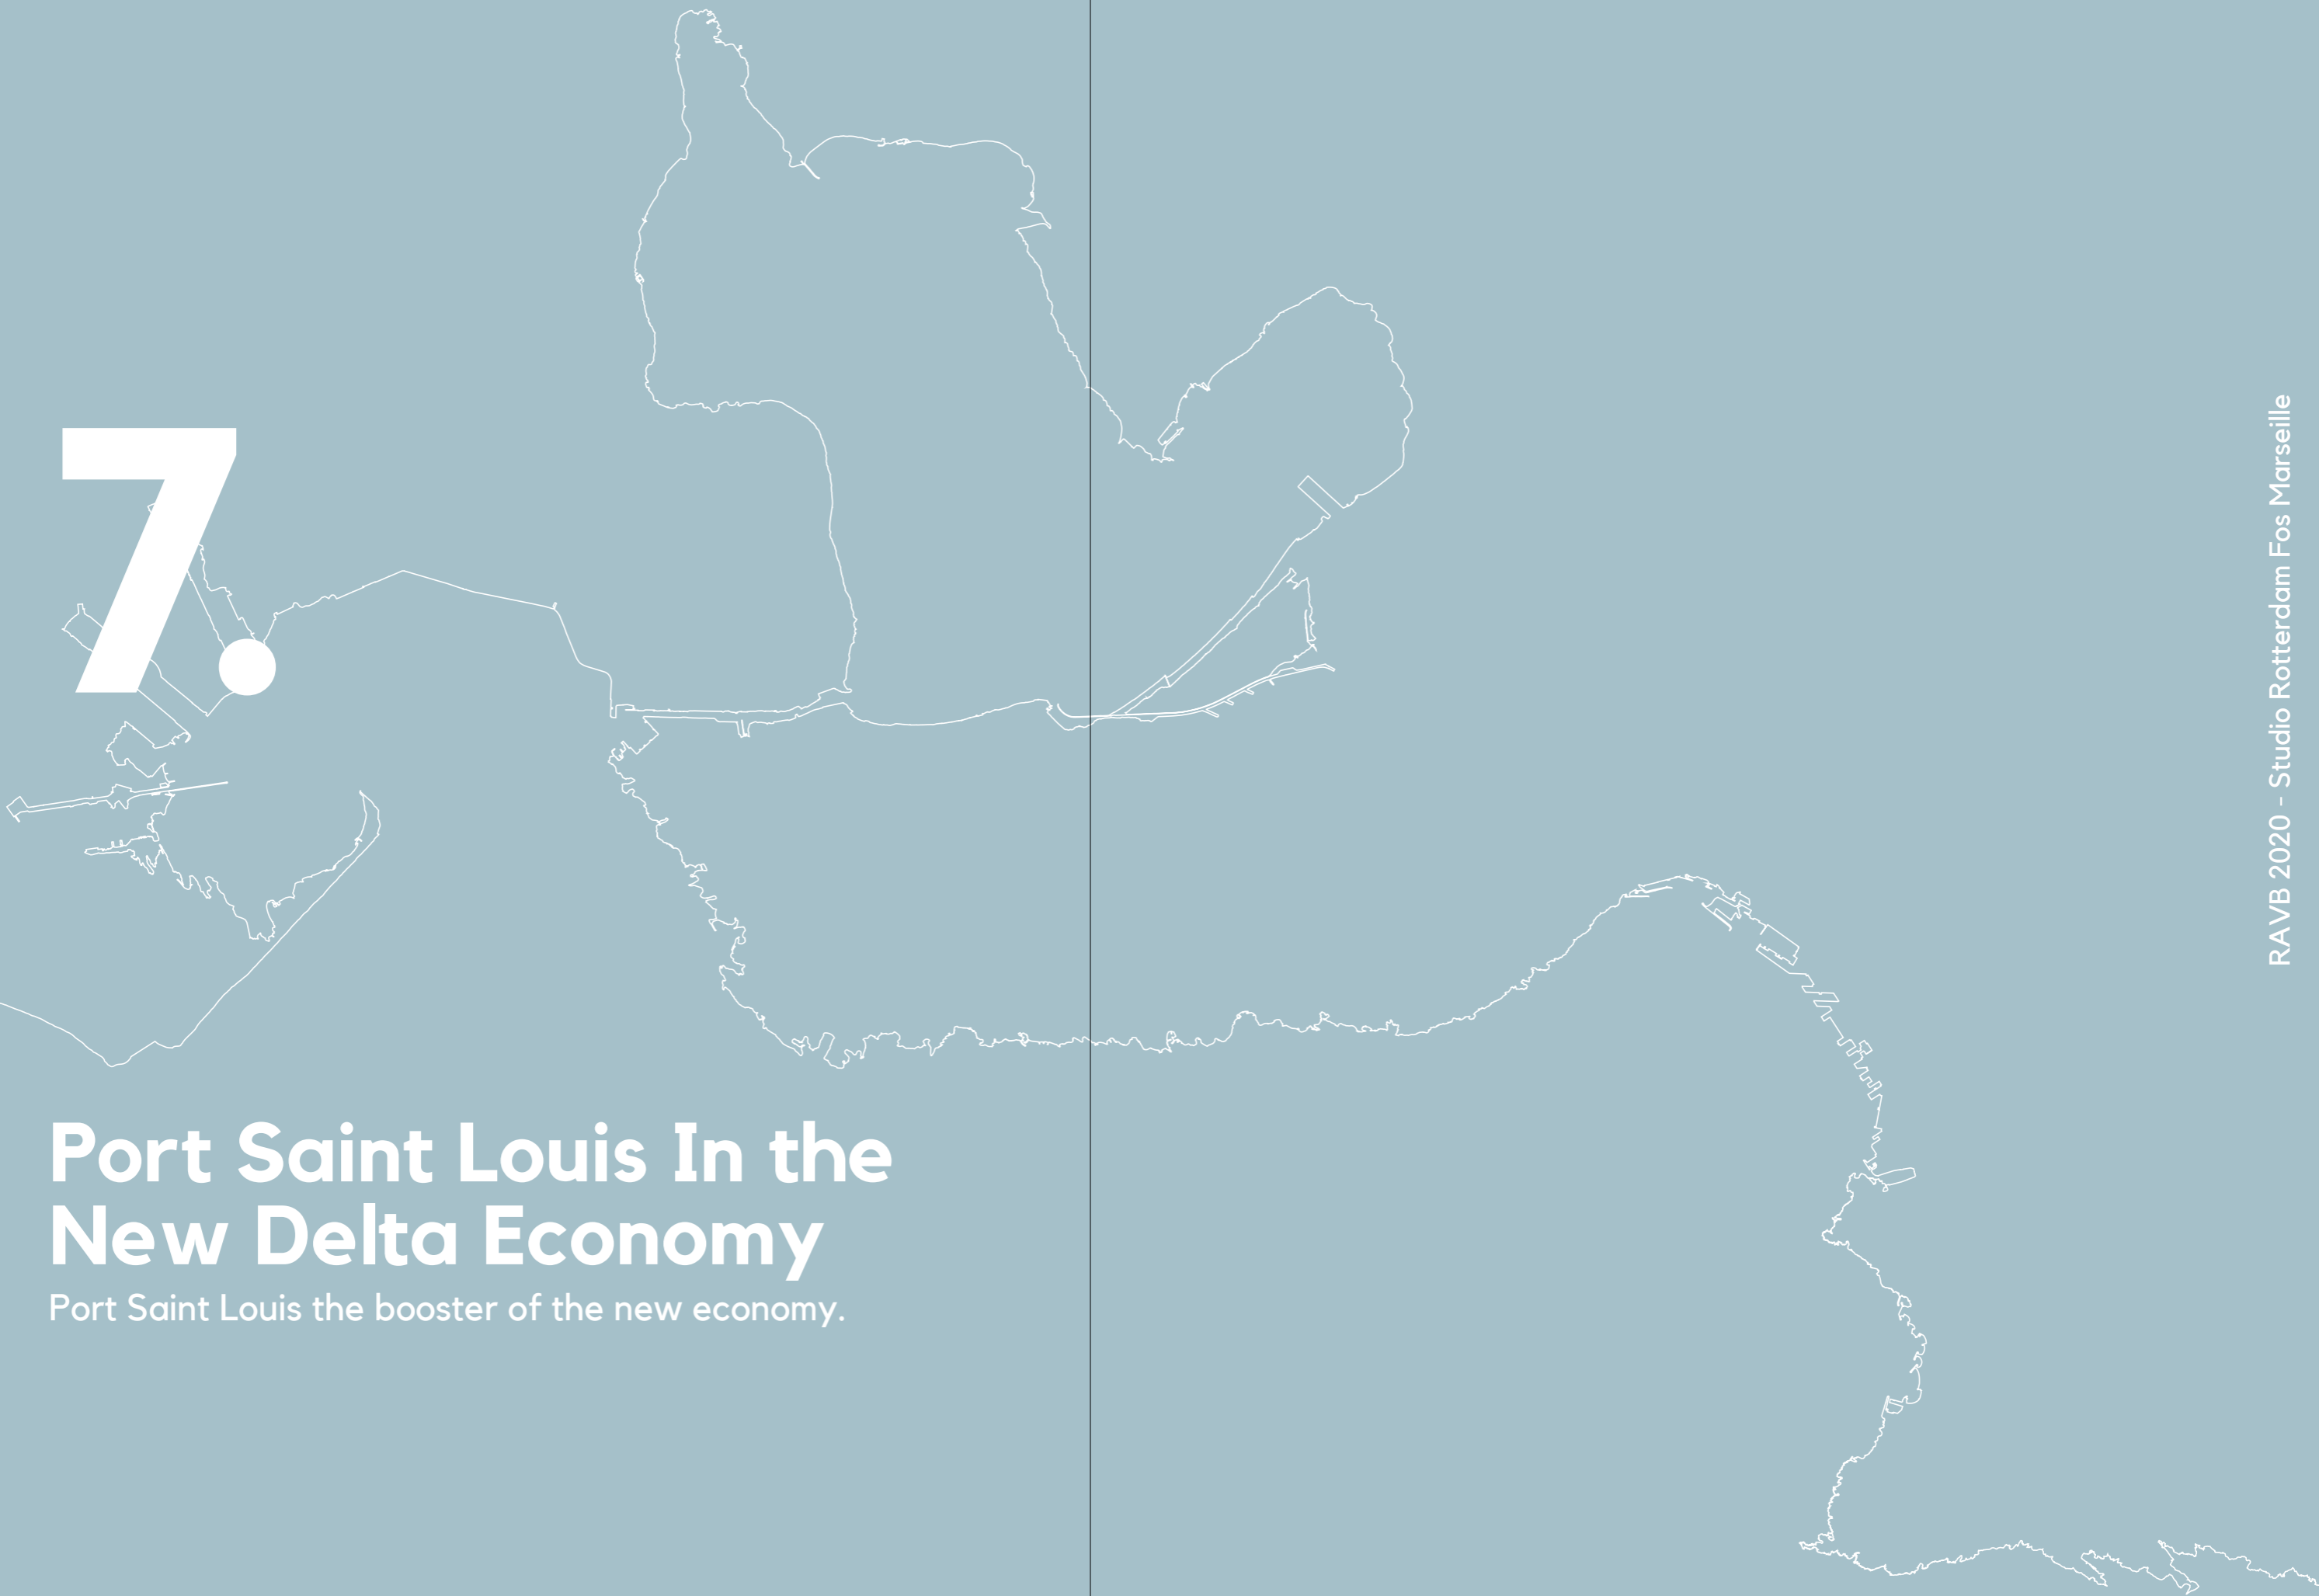 7.
Port Saint Louis In the
New Delta Economy
Port Saint Louis the booster of the new economy.
RAVB 2020 - Studio Rotterdam Fos Marseille